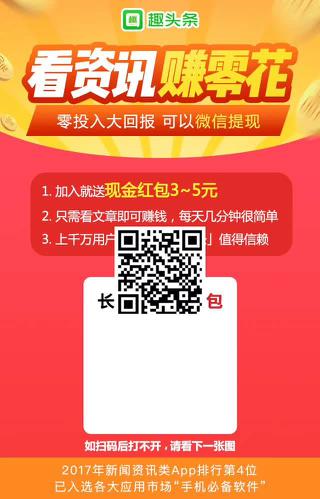 趣头条
看资讯赚零花
零投入大回报 可以微信提现
1. 加入就送现金红包3~5元
2. 只需看文章即可赚钱，每天几分钟很简单
3. 上千万用户 」值得信赖
长 包
如扫码后打不开，请看下一张图
2017年新闻资讯类App排行第4位
已入选各大应用市场“手机必备软件”